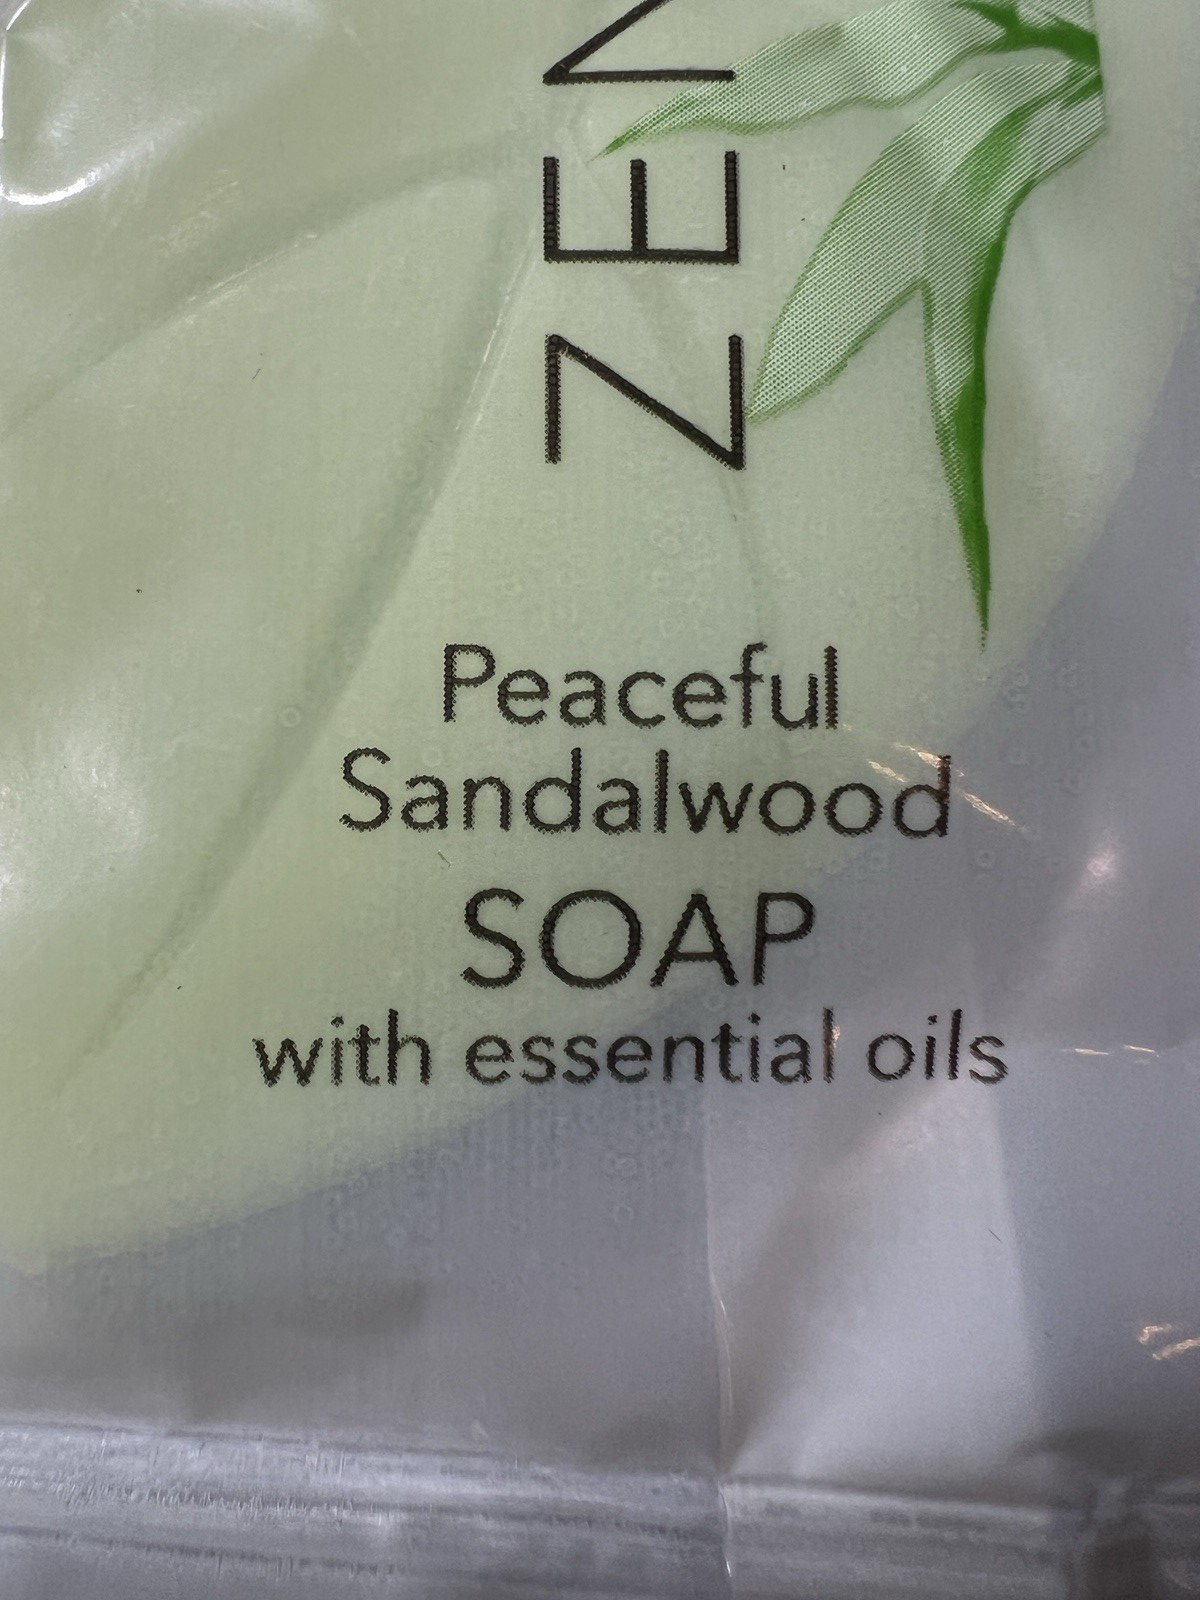 ZEN
Peaceful
Sandalwood
SOAP
with essential oils